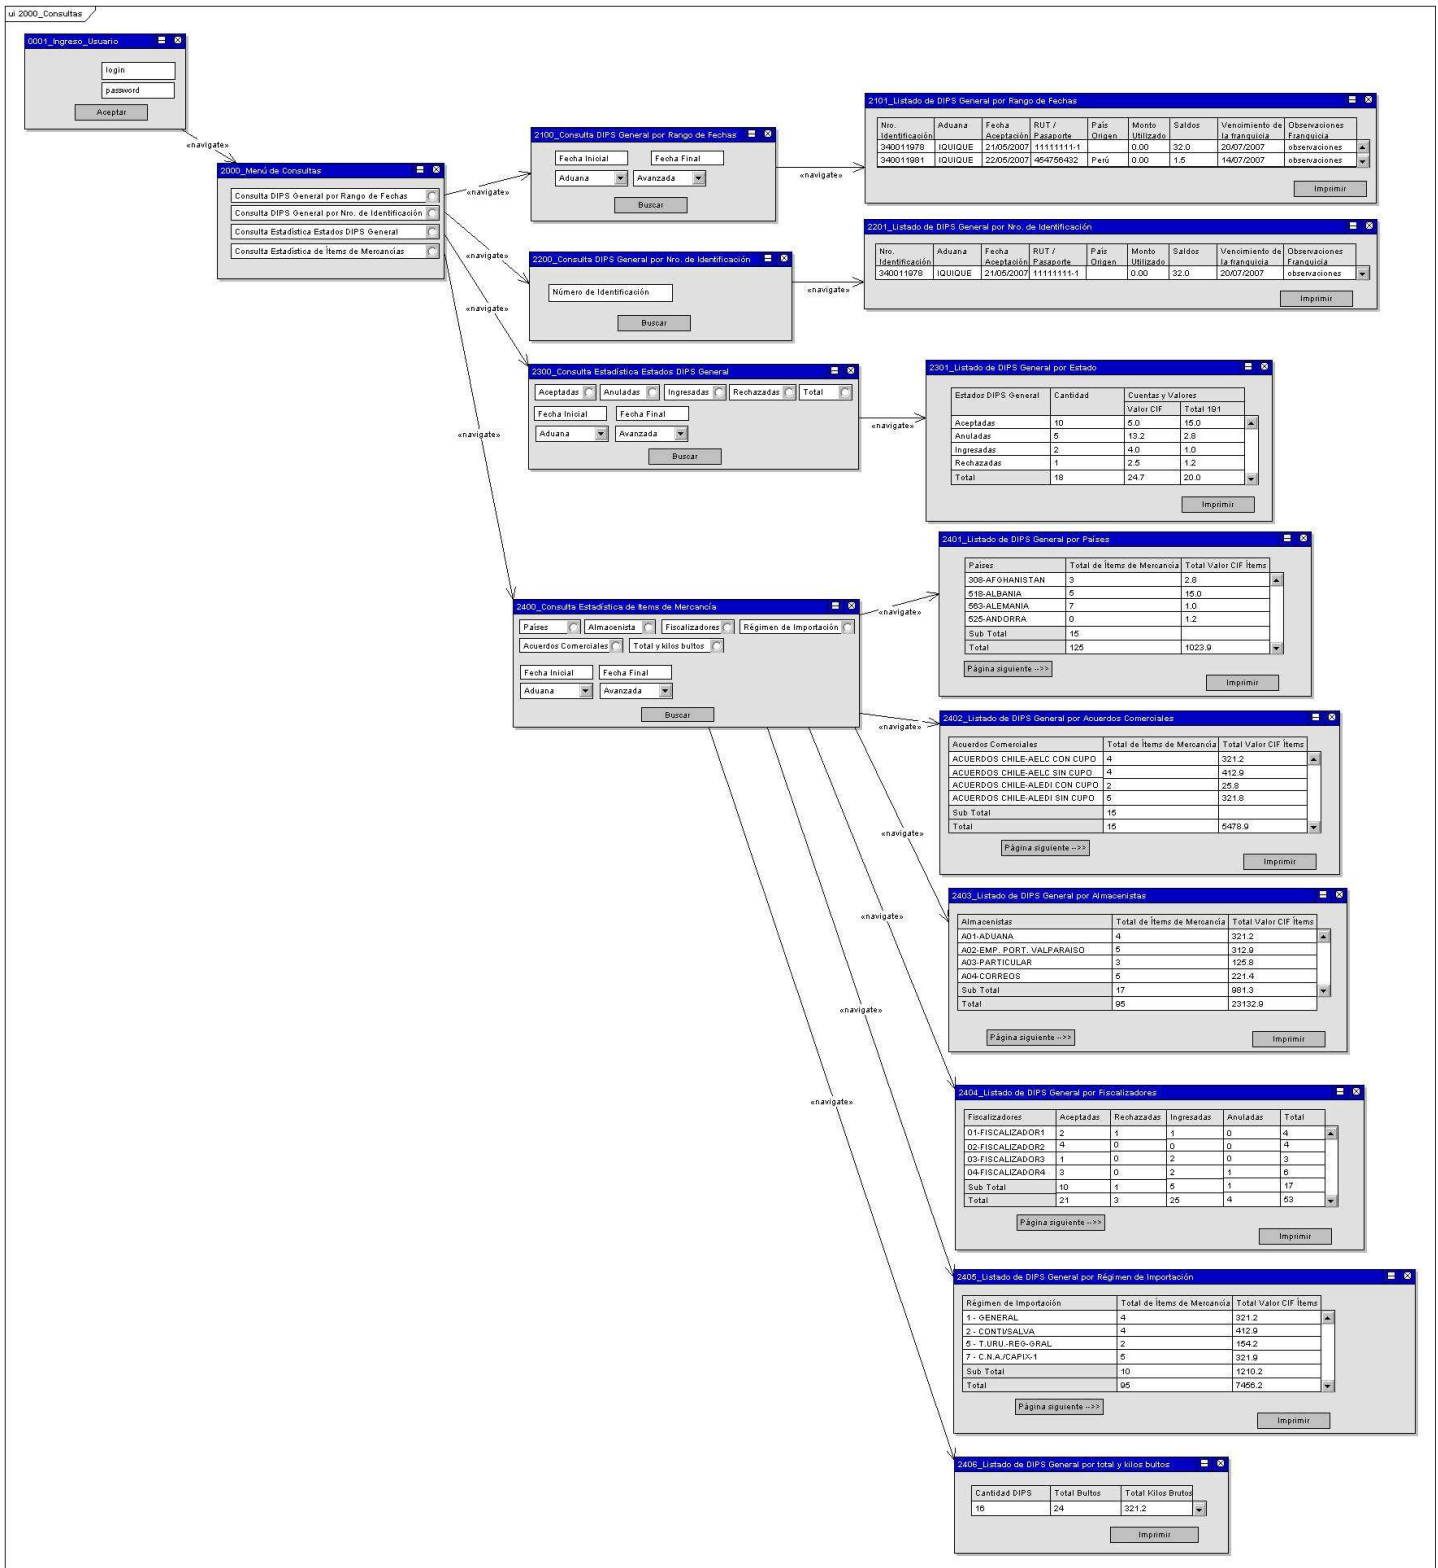 ui 2000_Consultas
0001_Ingreso_Usuario
login
password
Aceptar
«navigate»
2000_Menú de Consultas
Consulta DIPS General por Rango de Fechas
Consulta DIPS General por Nro. de Identificación
Consulta Estadística Estados DIPS General
Consulta Estadística de Ítems de Mercancías
«navigate»
«navigate»
«navigate»
«navigate»
2100_Consulta DIPS General por Rango de Fechas
Fecha Inicial Fecha Final
Aduana Avanzada
Buscar
«navigate»
2101_Listado de DIPS General por Rango de Fechas
Nro. Identificación Aduana Fecha Aceptación RUT / Pasaporte País Origen Monto Utilizado Saldos Vencimiento de la franquicia Observaciones Franquicia
340011978 IQUIQUE 21/05/2007 11111111-1 0.00 32.0 20/07/2007 observaciones
340011981 IQUIQUE 22/05/2007 454756432 Perú 0.00 1.5 14/07/2007 observaciones
Imprimir
2200_Consulta DIPS General por Nro. de Identificación
Número de Identificación
Buscar
«navigate»
2201_Listado de DIPS General por Nro. de Identificación
Nro. Identificación Aduana Fecha Aceptación RUT / Pasaporte País Origen Monto Utilizado Saldos Vencimiento de la franquicia Observaciones Franquicia
340011978 IQUIQUE 21/05/2007 11111111-1 0.00 32.0 20/07/2007 observaciones
Imprimir
2300_Consulta Estadística Estados DIPS General
Aceptadas Anuladas Ingresadas Rechazadas Total
Fecha Inicial Fecha Final
Aduana Avanzada
Buscar
«navigate»
2301_Listado de DIPS General por Estado
Estados DIPS General Cantidad Cuentas y Valores
Valor CIF Total 191
Aceptadas 10 5.0 15.0
Anuladas 5 13.2 2.8
Ingresadas 2 4.0 1.0
Rechazadas 1 2.5 1.2
Total 18 24.7 20.0
Imprimir
2400_Consulta Estadística de Items de Mercancía
Países Almacenista Fiscalizadores Régimen de Importación
Acuerdos Comerciales Total y kilos bultos
Fecha Inicial Fecha Final
Aduana Avanzada
Buscar
«navigate»
«navigate»
«navigate»
«navigate»
«navigate»
«navigate»
2401_Listado de DIPS General por Países
Países Total de Ítems de Mercancía Total Valor CIF Ítems
308-AFGHANISTAN 3 2.8
518-ALBANIA 5 15.0
563-ALEMANIA 7 1.0
525-ANDORRA 0 1.2
Sub Total 15
Total 125 1023.9
Página siguiente -->>
Imprimir
2402_Listado de DIPS General por Acuerdos Comerciales
Acuerdos Comerciales Total de Ítems de Mercancía Total Valor CIF Ítems
ACUERDOS CHILE-AELC CON CUPO 4 321.2
ACUERDOS CHILE-AELC SIN CUPO 4 412.9
ACUERDOS CHILE-ALEDI CON CUPO 2 25.8
ACUERDOS CHILE-ALEDI SIN CUPO 5 321.8
Sub Total 15
Total 15 5478.9
Página siguiente -->>
Imprimir
2403_Listado de DIPS General por Almacenistas
Almacenistas Total de Ítems de Mercancía Total Valor CIF Ítems
A01-ADUANA 4 321.2
A02-EMP. PORT. VALPARAISO 5 312.9
A03-PARTICULAR 3 125.8
A04-CORREOS 5 221.4
Sub Total 17 981.3
Total 95 23132.9
Página siguiente -->>
Imprimir
2404_Listado de DIPS General por Fiscalizadores
Fiscalizadores Aceptadas Rechazadas Ingresadas Anuladas Total
01-FISCALIZADOR1 2 1 1 0 4
02-FISCALIZADOR2 4 0 0 0 4
03-FISCALIZADOR3 1 0 2 0 3
04-FISCALIZADOR4 3 0 2 1 6
Sub Total 10 1 5 1 17
Total 21 3 25 4 53
Página siguiente -->>
Imprimir
2405_Listado de DIPS General por Régimen de Importación
Régimen de Importación Total de Ítems de Mercancía Total Valor CIF Ítems
1 - GENERAL 4 321.2
2 - CONTI/SALVA 4 412.9
5 - T.URU.-REG-GRAL 2 154.2
7 - C.N.A./CAPIX-1 5 321.9
Sub Total 10 1210.2
Total 95 7456.2
Página siguiente -->>
Imprimir
2406_Listado de DIPS General por total y kilos bultos
Cantidad DIPS Total Bultos Total Kilos Brutos
16 24 321.2
Imprimir